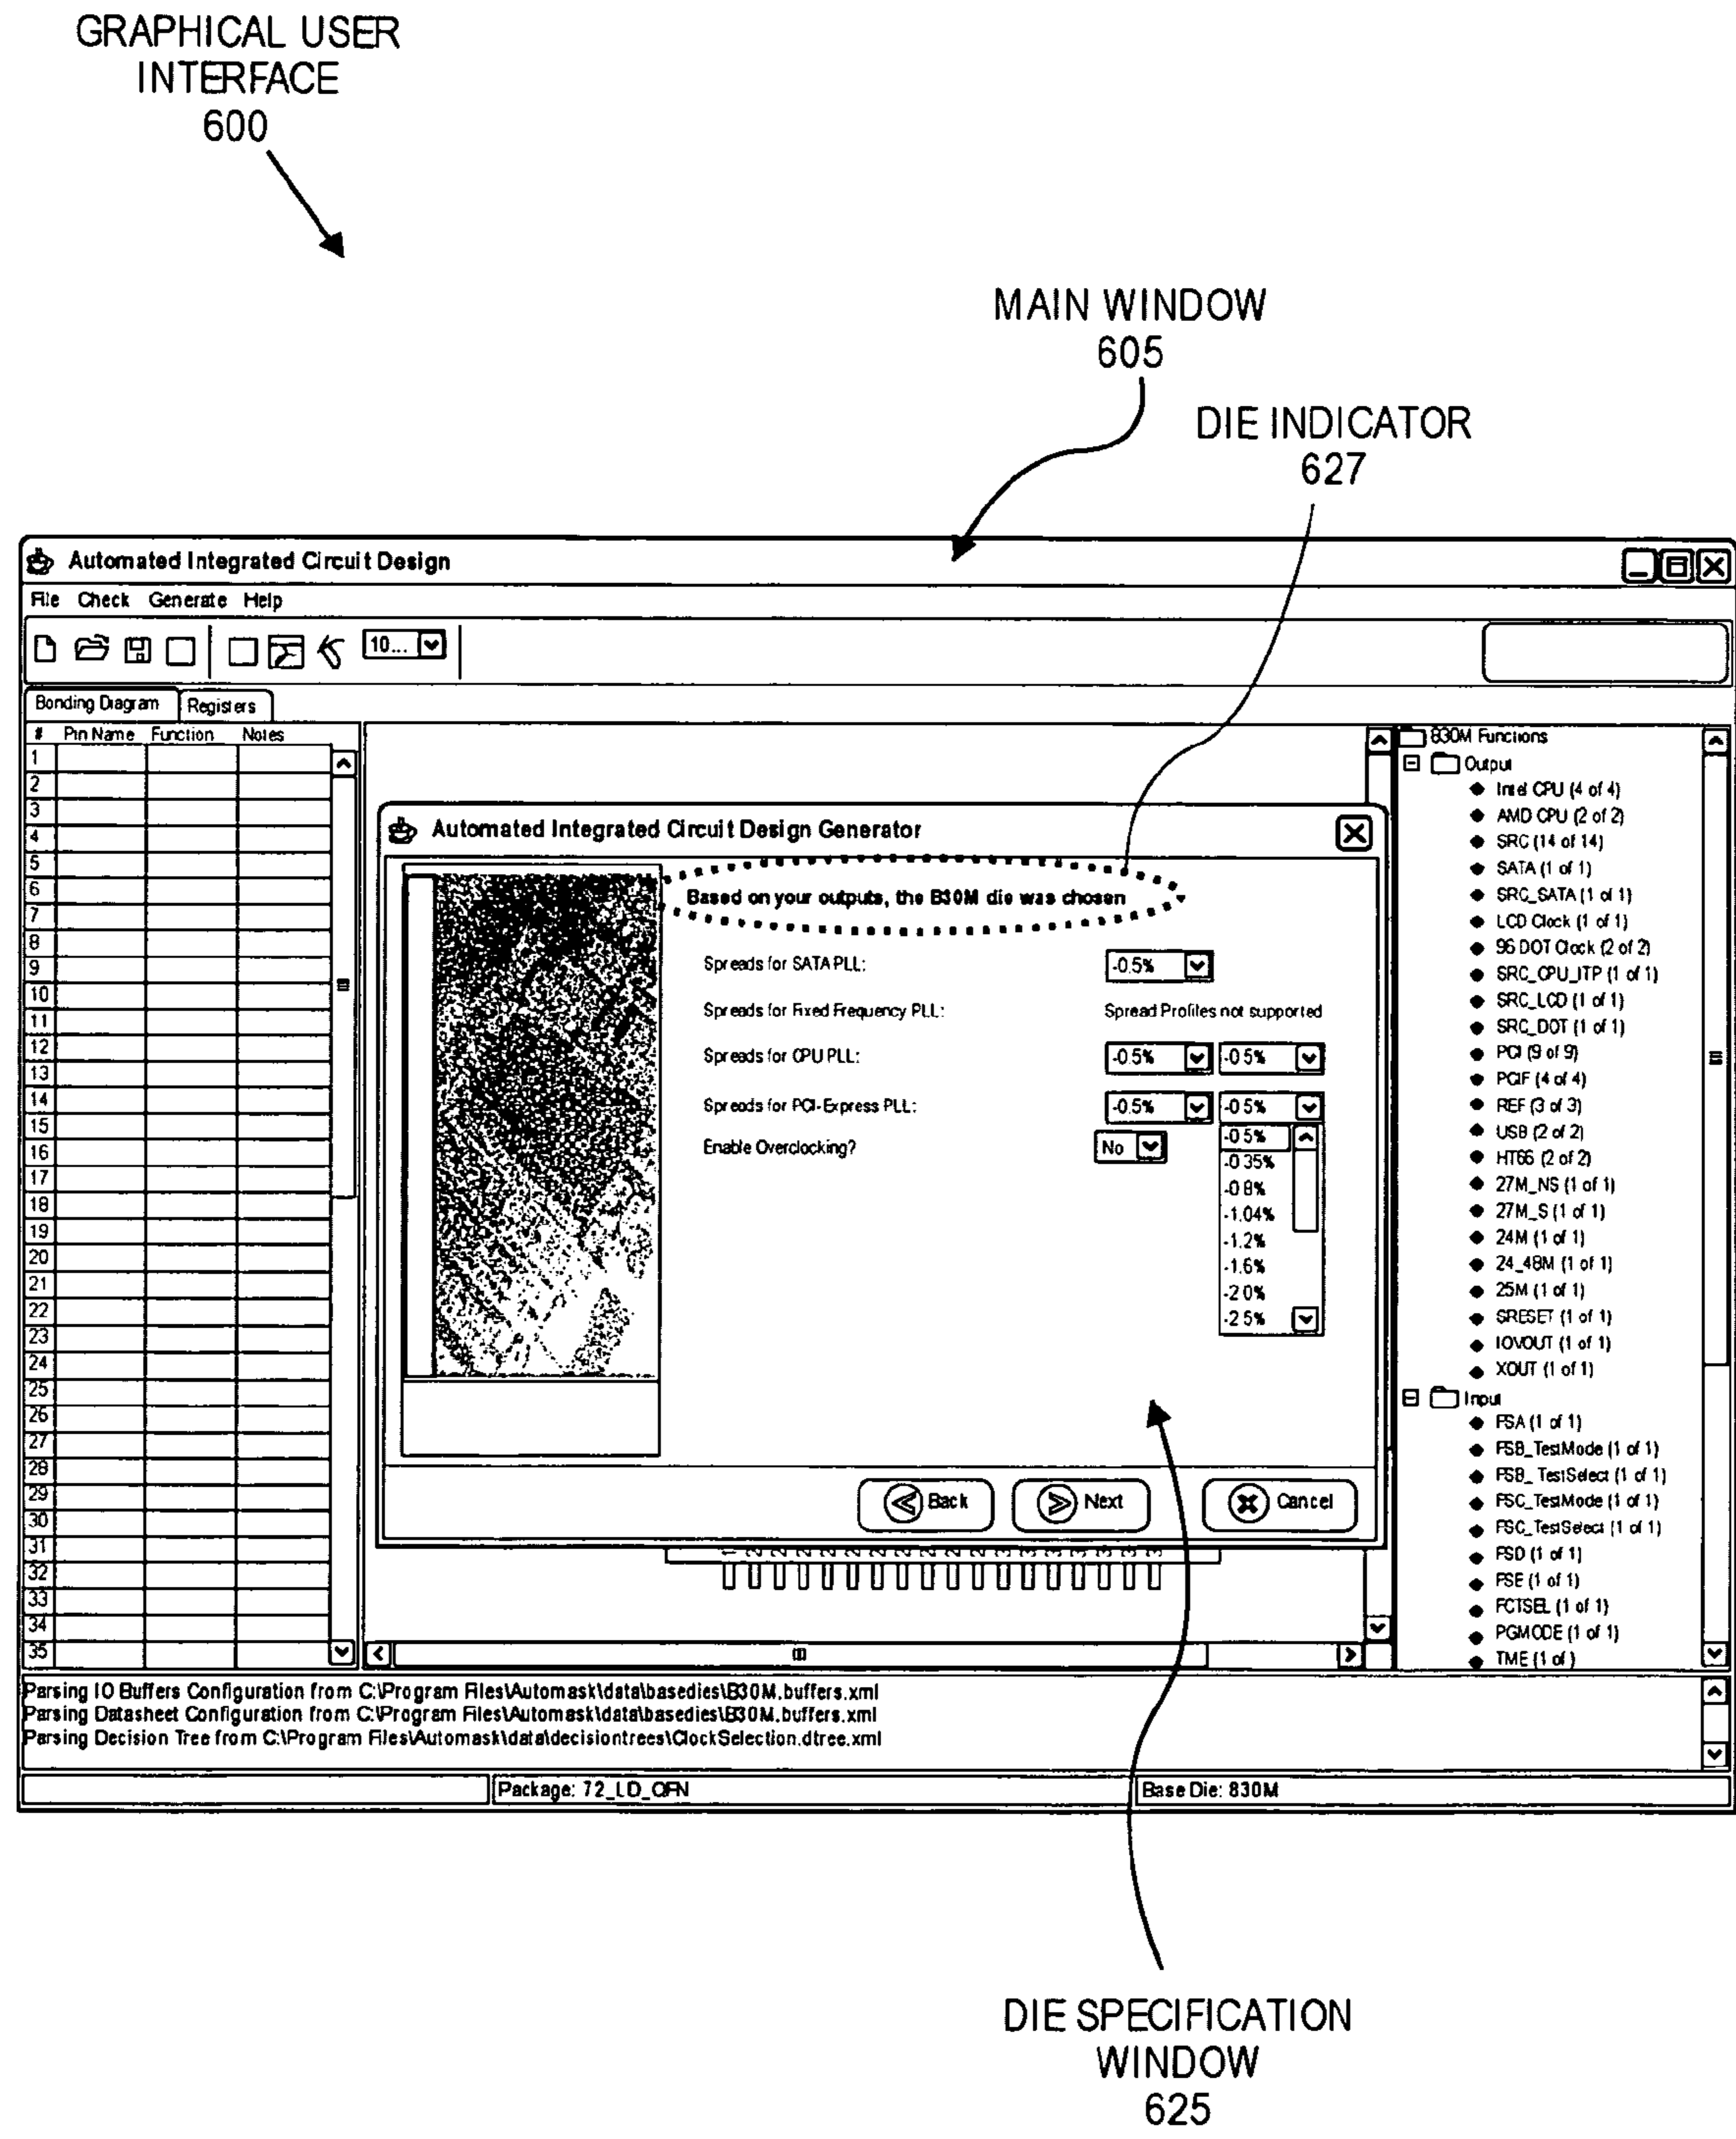 GRAPHICAL USER
INTERFACE
600
MAIN WINDOW
605
DIE INDICATOR
627
Automated Integrated Circuit Design
File Check Generate Help
10...
Bonding Diagram Registers
# Pin Name Function Notes
1
2
3
4
5
6
7
8
9
10
11
12
13
14
15
16
17
18
19
20
21
22
23
24
25
26
27
28
29
30
31
32
33
34
35
Automated Integrated Circuit Design Generator
Based on your outputs, the B30M die was chosen
Spreads for SATA PLL: -0.5%
Spreads for Fixed Frequency PLL: Spread Profiles not supported
Spreads for CPU PLL: -0.5% -0 5%
Spreads for PCI-Express PLL: -0.5% -0 5%
Enable Overclocking? No
-0 5%
-0 35%
-0 8%
-1.04%
-1.2%
-1.6%
-2 0%
-2 5%
Back Next Cancel
830M Functions
Output
Intel CPU (4 of 4)
AMD CPU (2 of 2)
SRC (14 of 14)
SATA (1 of 1)
SRC_SATA (1 of 1)
LCD Clock (1 of 1)
96 DOT Clock (2 of 2)
SRC_CPU_ITP (1 of 1)
SRC_LCD (1 of 1)
SRC_DOT (1 of 1)
PCI (9 of 9)
PCIF (4 of 4)
REF (3 of 3)
USB (2 of 2)
HT66 (2 of 2)
27M_NS (1 of 1)
27M_S (1 of 1)
24M (1 of 1)
24_48M (1 of 1)
25M (1 of 1)
SRESET (1 of 1)
IOVOUT (1 of 1)
XOUT (1 of 1)
Input
FSA (1 of 1)
FSB_TestMode (1 of 1)
FSB_ TestSelect (1 of 1)
FSC_TestMode (1 of 1)
FSC_TestSelect (1 of 1)
FSD (1 of 1)
FSE (1 of 1)
FCTSEL (1 of 1)
PGMODE (1 of 1)
TME (1 of )
Parsing IO Buffers Configuration from C:\Program Files\Automask\data\basedies\B30M.buffers.xml
Parsing Datasheet Configuration from C:\Program Files\Automask\data\basedies\B30M.buffers.xml
Parsing Decision Tree from C:\Program Files\Automask\data\decisiontrees\ClockSelection.dtree.xml
Package: 72_LD_QFN
Base Die: 830M
DIE SPECIFICATION
WINDOW
625